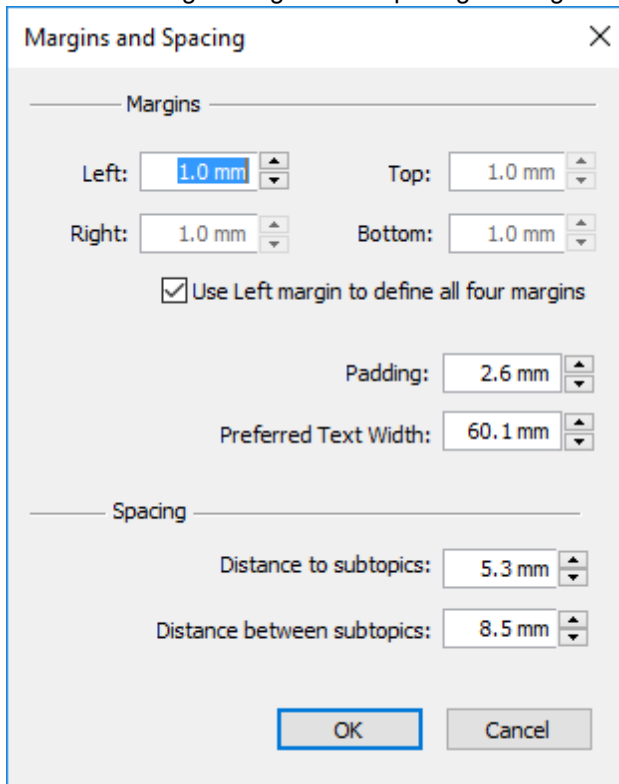 Margins and Spacing
Margins
Left: 1.0 mm Top: 1.0 mm
Right: 1.0 mm Bottom: 1.0 mm
Use Left margin to define all four margins
Padding: 2.6 mm
Preferred Text Width: 60.1 mm
Spacing
Distance to subtopics: 5.3 mm
Distance between subtopics: 8.5 mm
OK Cancel